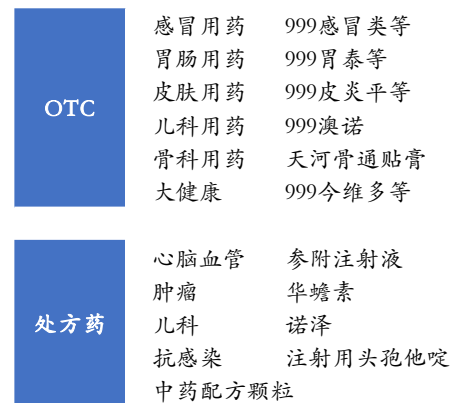 OTC
感冒用药 999感冒类等
胃肠用药 999胃泰等
皮肤用药 999皮炎平等
儿科用药 999澳诺
骨科用药 天河骨通贴膏
大健康 999今维多等
处方药
心脑血管 参附注射液
肿瘤 华蟾素
儿科 诺泽
抗感染 注射用头孢他啶
中药配方颗粒